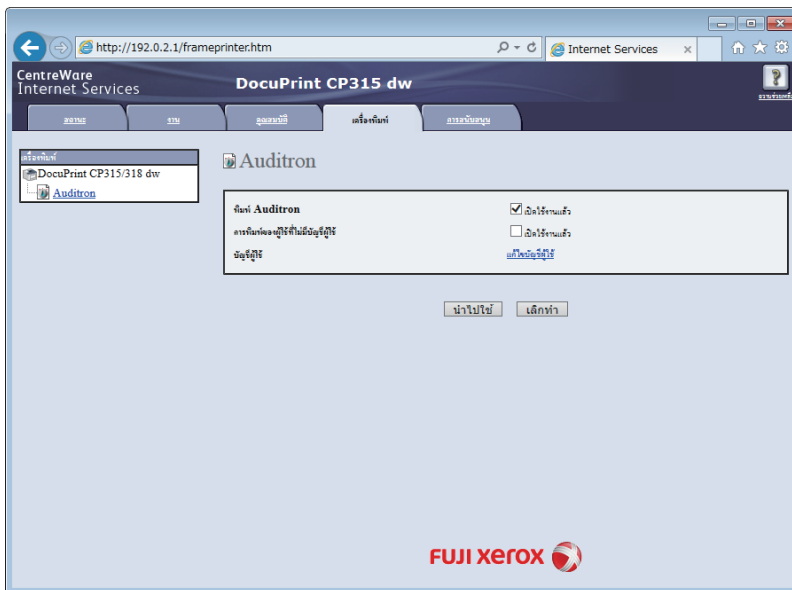 http://192.0.2.1/frameprinter.htm
Internet Services
CentreWare
Internet Services
DocuPrint CP315 dw
สถานะ
งาน
คุณสมบัติ
เครื่องพิมพ์
การสนับสนุน
เครื่องพิมพ์
DocuPrint CP315/318 dw
Auditron
Auditron
พิมพ์ Auditron
เปิดใช้งานแล้ว
การพิมพ์ของผู้ใช้ที่ไม่มีบัญชีผู้ใช้
เปิดใช้งานแล้ว
บัญชีผู้ใช้
แก้ไขบัญชีผู้ใช้
นำไปใช้
เลิกทำ
FUJI xerox